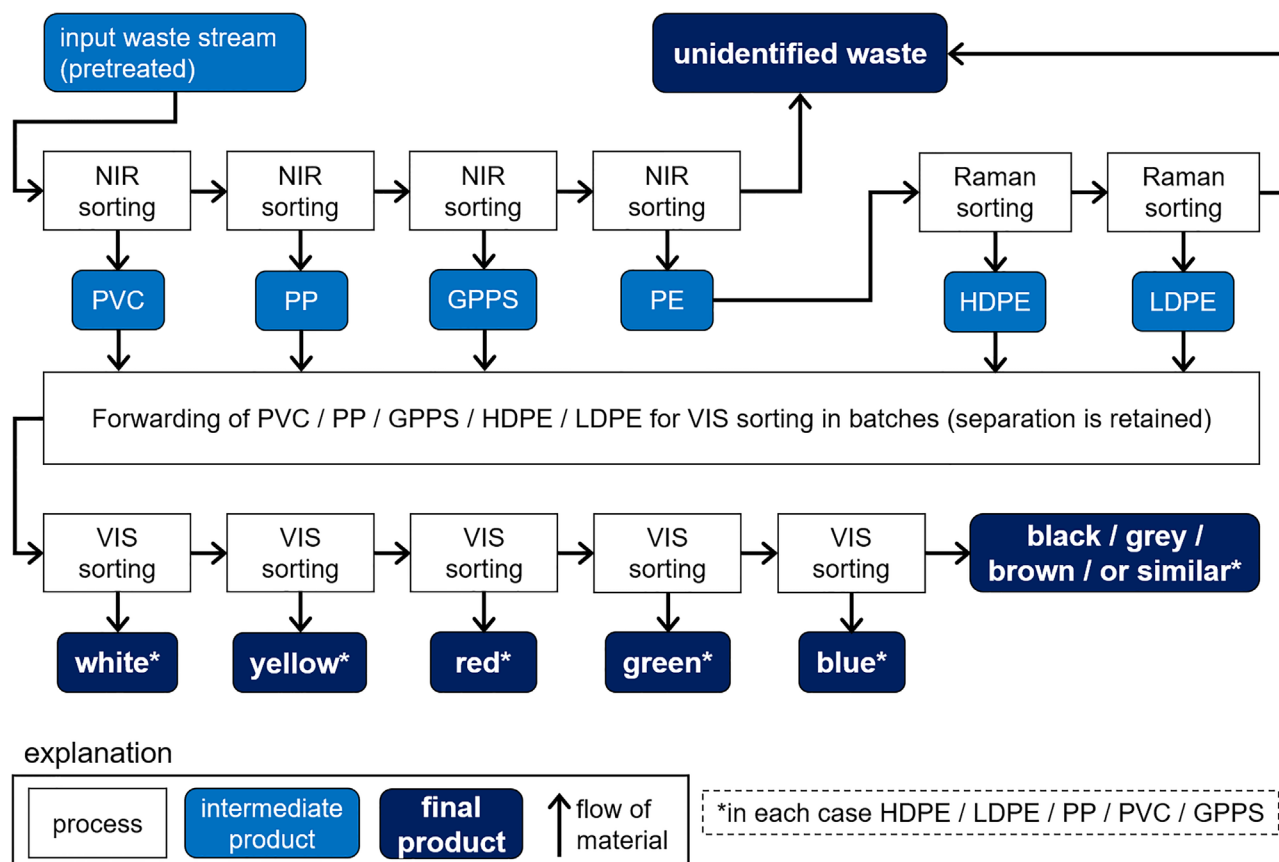 input waste stream
(pretreated)
unidentified waste
NIR
sorting
NIR
sorting
NIR
sorting
NIR
sorting
Raman
sorting
Raman
sorting
PVC
PP
GPPS
PE
HDPE
LDPE
Forwarding of PVC / PP / GPPS / HDPE / LDPE for VIS sorting in batches (separation is retained)
VIS
sorting
VIS
sorting
VIS
sorting
VIS
sorting
VIS
sorting
black / grey /
brown / or similar*
white*
yellow*
red*
green*
blue*
explanation
process
intermediate
product
final
product
flow of
material
*in each case HDPE / LDPE / PP / PVC / GPPS